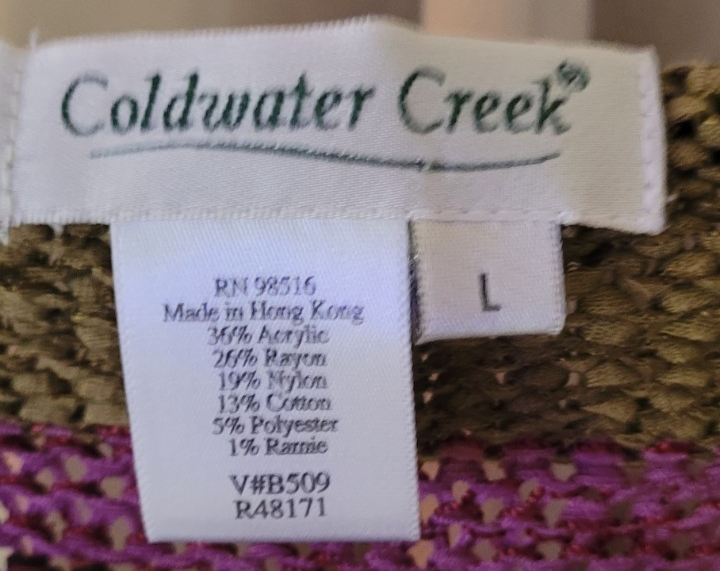 Coldwater Creek®
RN 98516
Made in Hong Kong
36% Acrylic
26% Rayon
19% Nylon
13% Cotton
5% Polyester
1% Ramie
V#B509
R48171
L